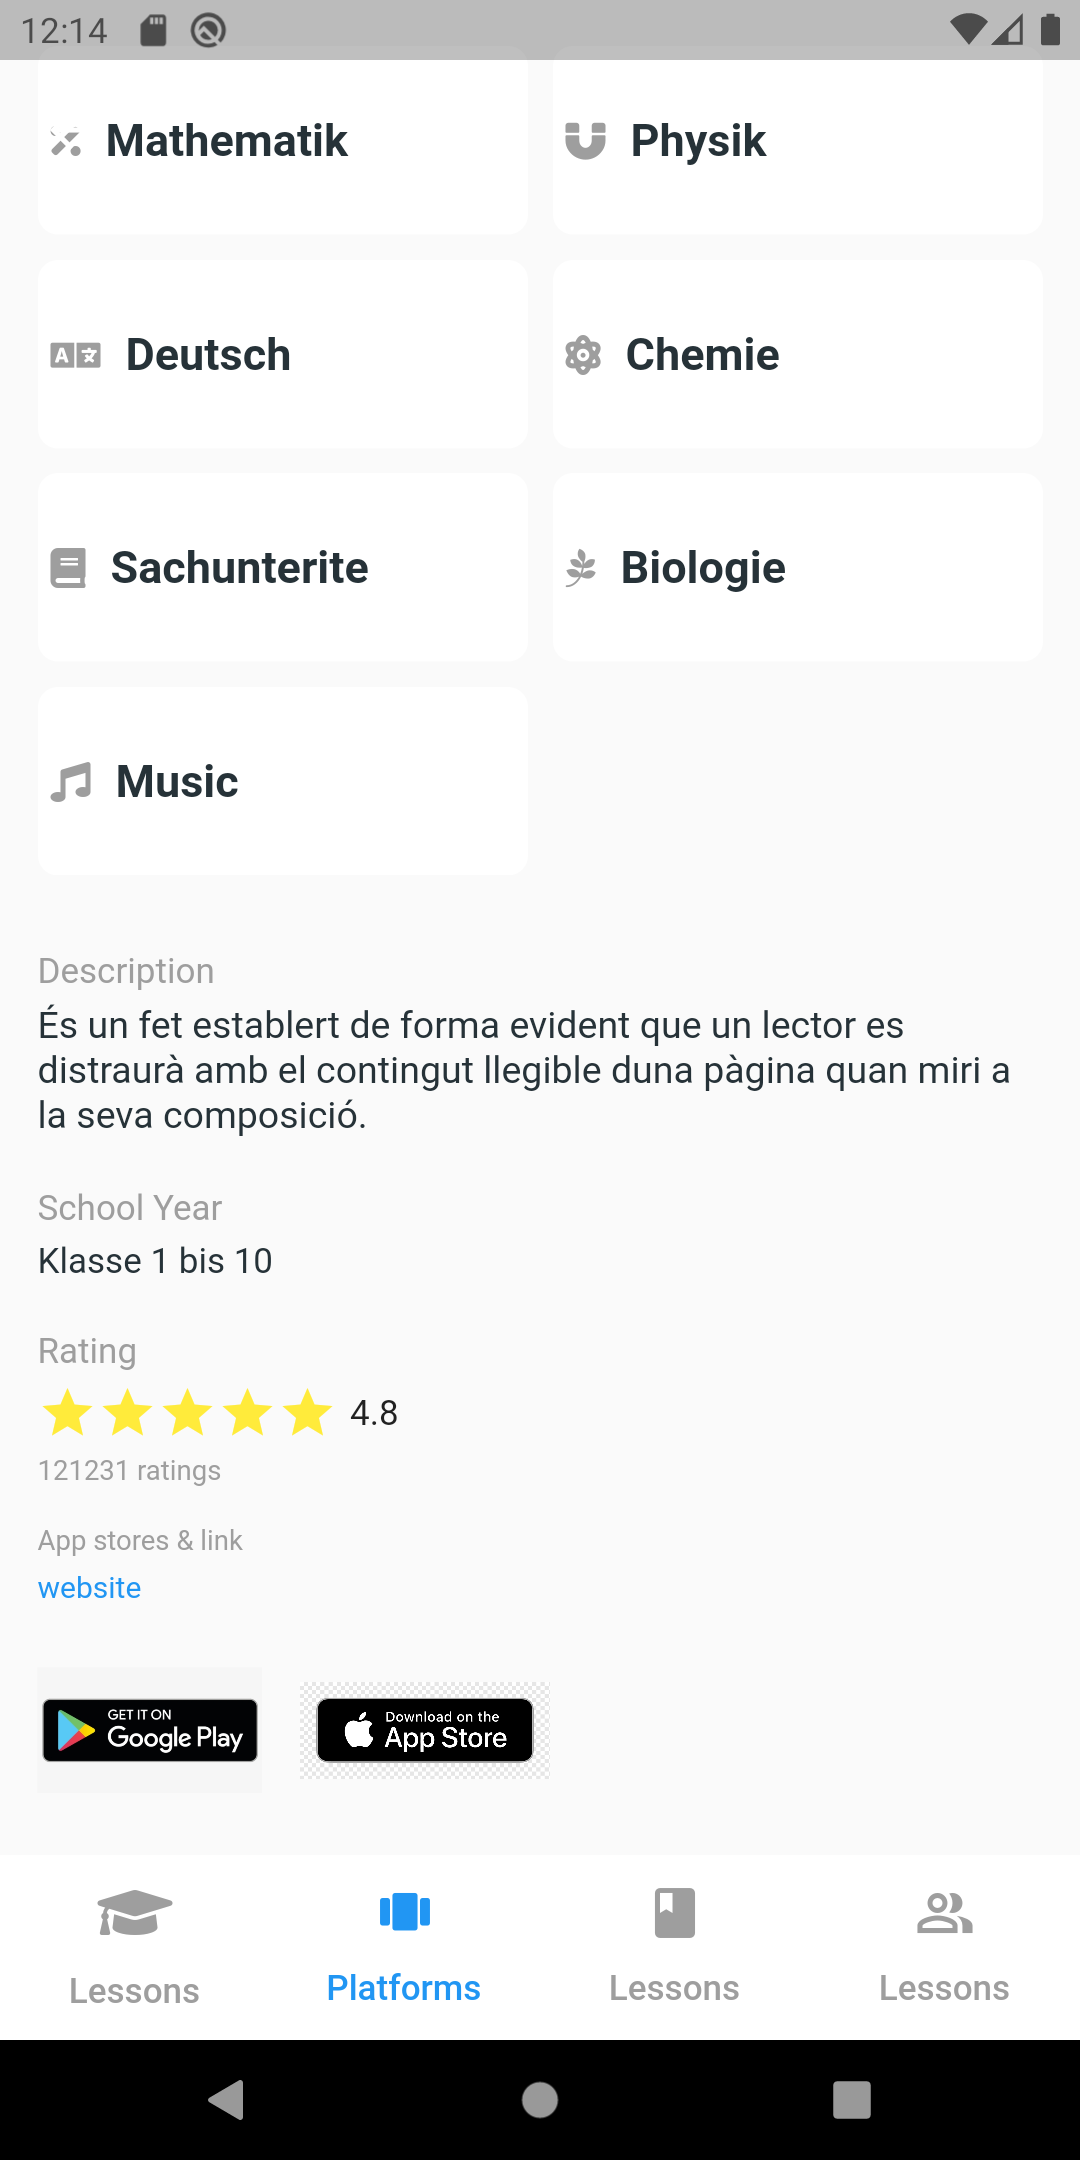 12:14
Mathematik
Physik
A
Deutsch
Chemie
Sachunterite
Biologie
Music
Description
És un fet establert de forma evident que un lector es
distraurà amb el contingut llegible duna pàgina quan miri a
la seva composició.
School Year
Klasse 1 bis 10
Rating
4.8
121231 ratings
App stores & link
website
GET IT ON
Google Play
Download on the
App Store
Lessons
Platforms
Lessons
Lessons